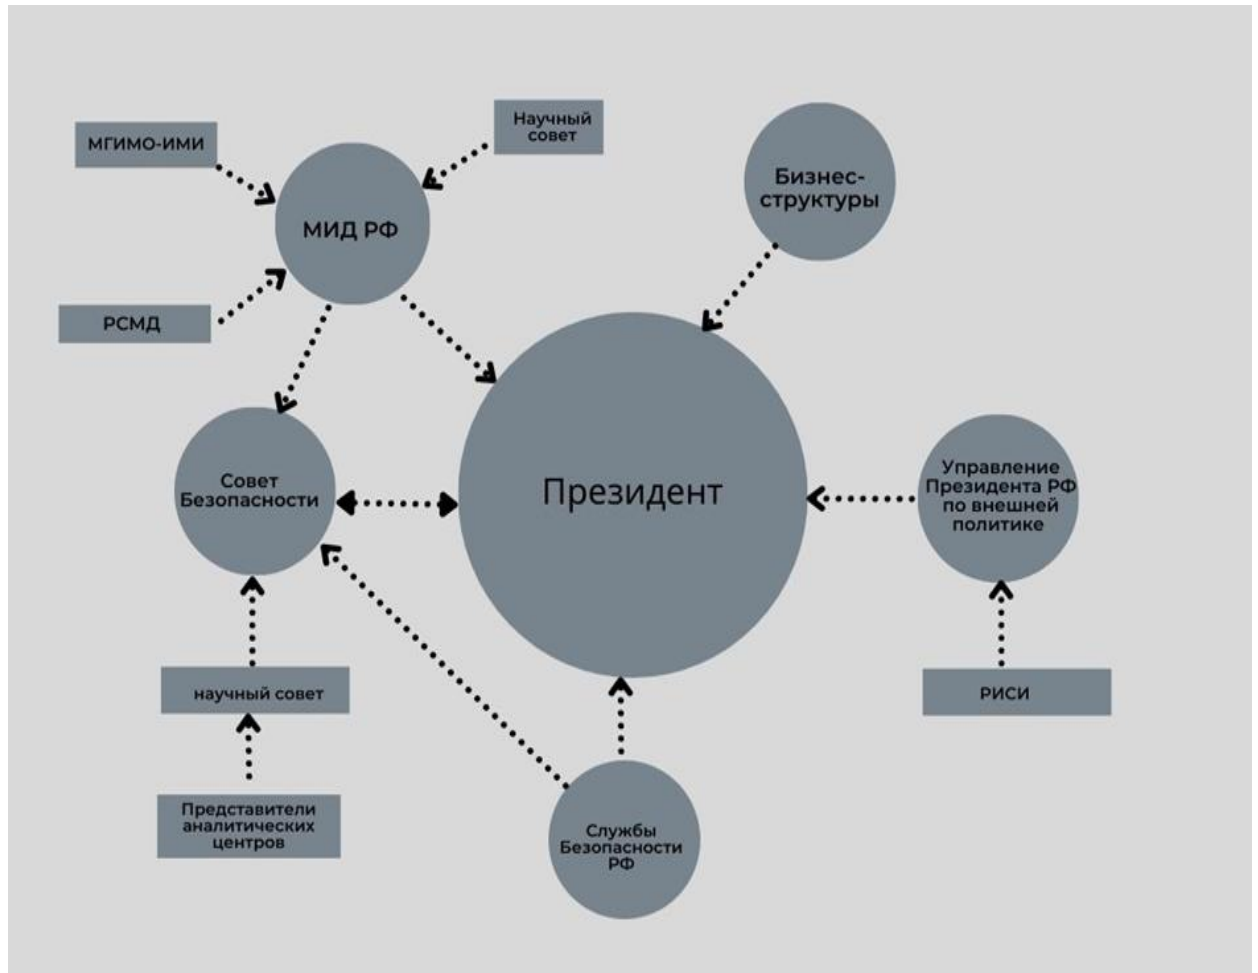 МГИМО-ИМИ
Научный
совет
МИД РФ
Бизнес-
структуры
РСМД
Президент
Совет
Безопасности
Управление
Президента РФ
по внешней
политике
научный совет
РИСИ
Представители
аналитических
центров
Службы
Безопасности
РФ